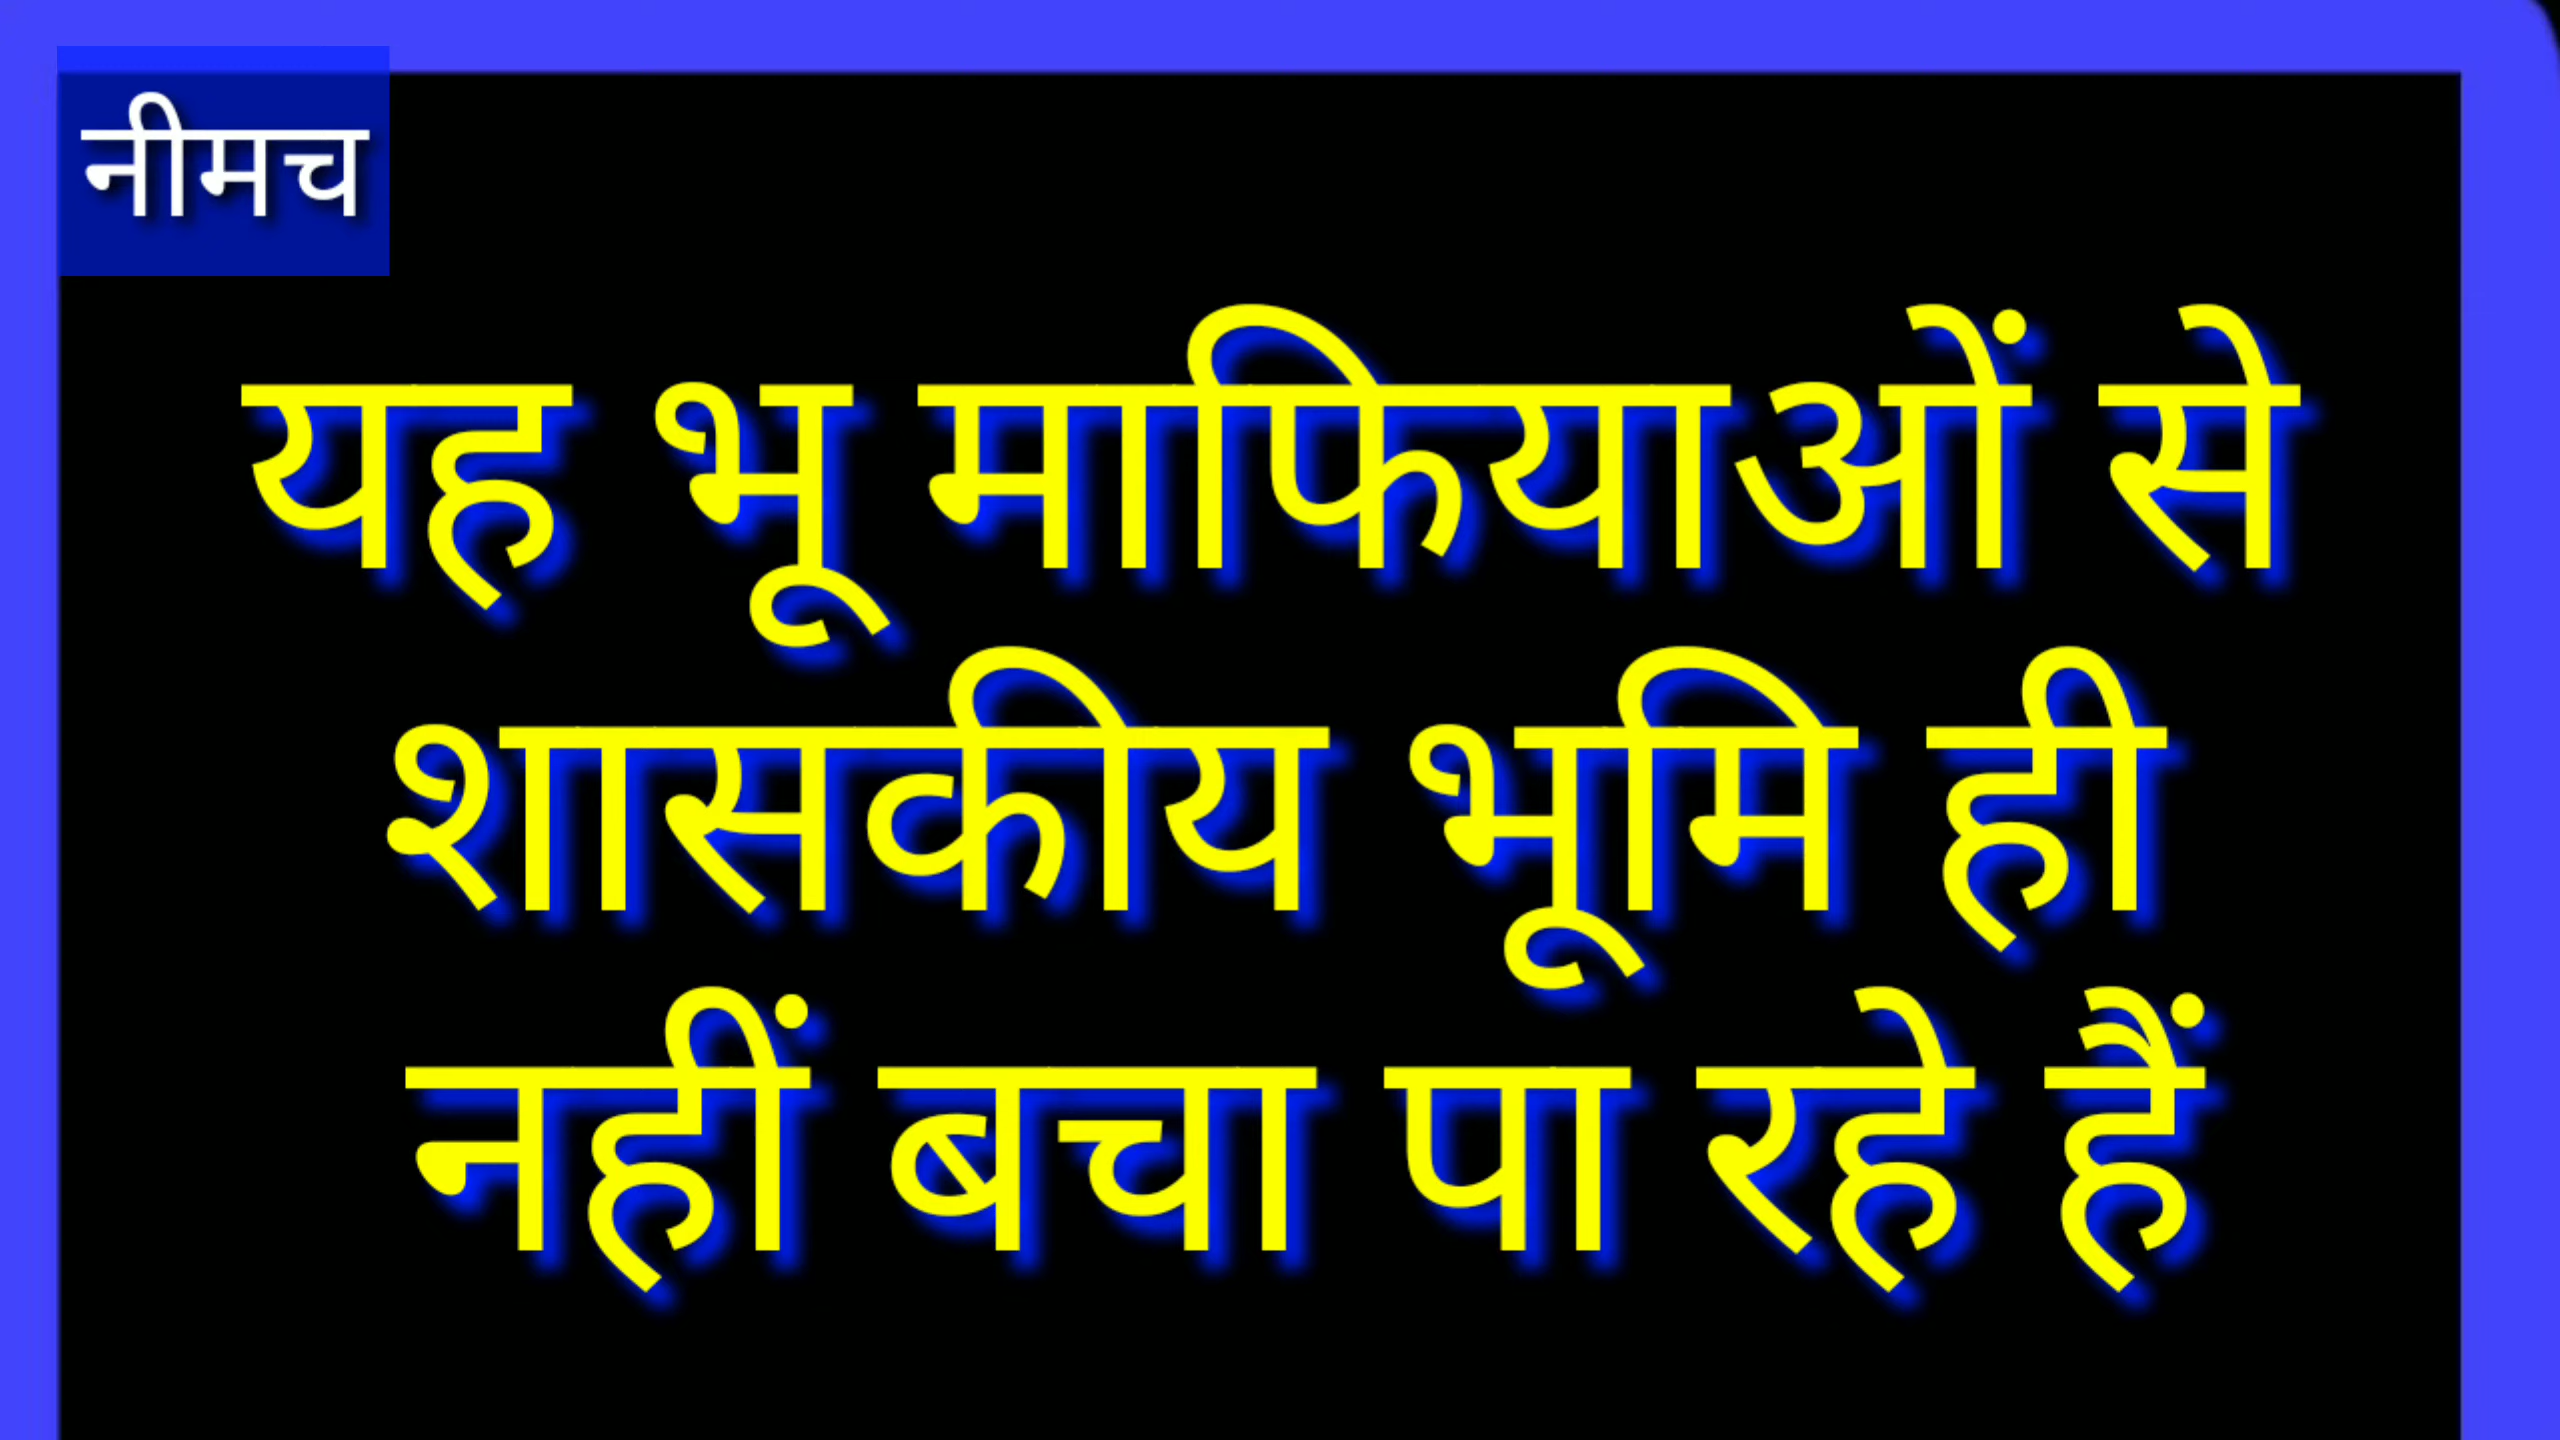 नीमच
यह भू माफियाओं से
शासकीय भूमि ही
नहीं बचा पा रहे हैं